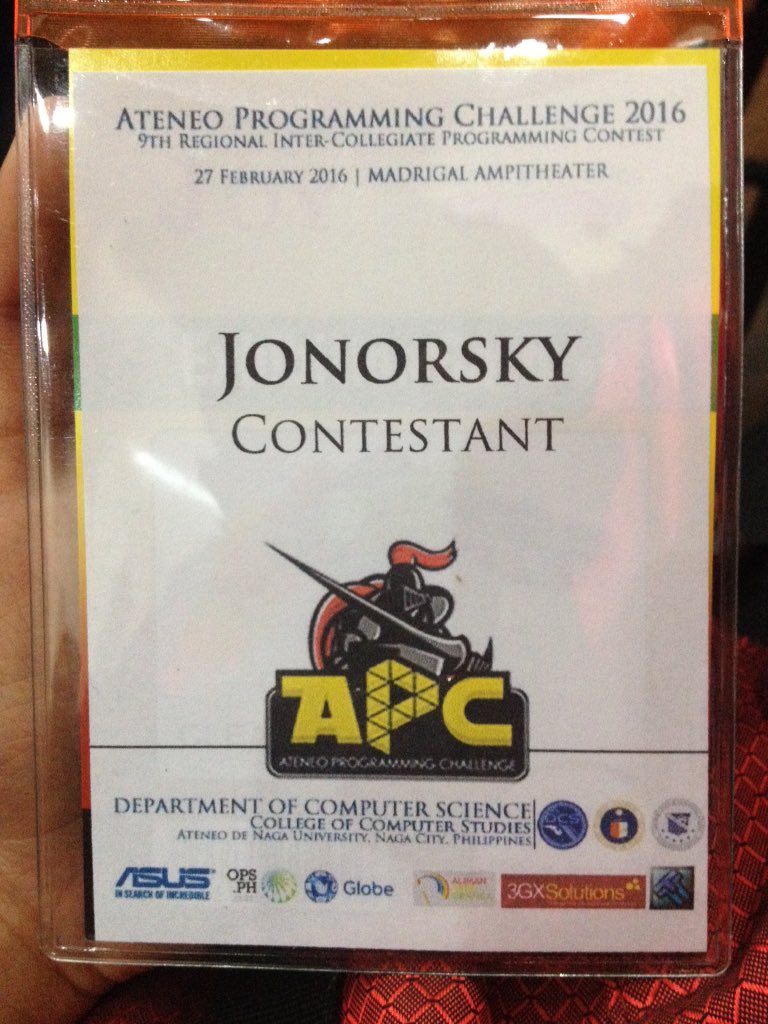 ATENEO PROGRAMMING CHALLENGE 2016
9TH REGIONAL INTER-COLLEGIATE PROGRAMMING CONTEST
27 FEBRUARY 2016 | MADRIGAL AMPITHEATER
JONORSKY
CONTESTANT
APC
ATENEO PROGRAMMING CHALLENGE
DEPARTMENT OF COMPUTER SCIENCE
COLLEGE OF COMPUTER STUDIES
ATENEO DE NAGA UNIVERSITY, NAGA CITY, PHILIPPINES
DCS
ASUS
IN SEARCH OF INCREDIBLE
OPS
.PH
Globe
3GXSolutions